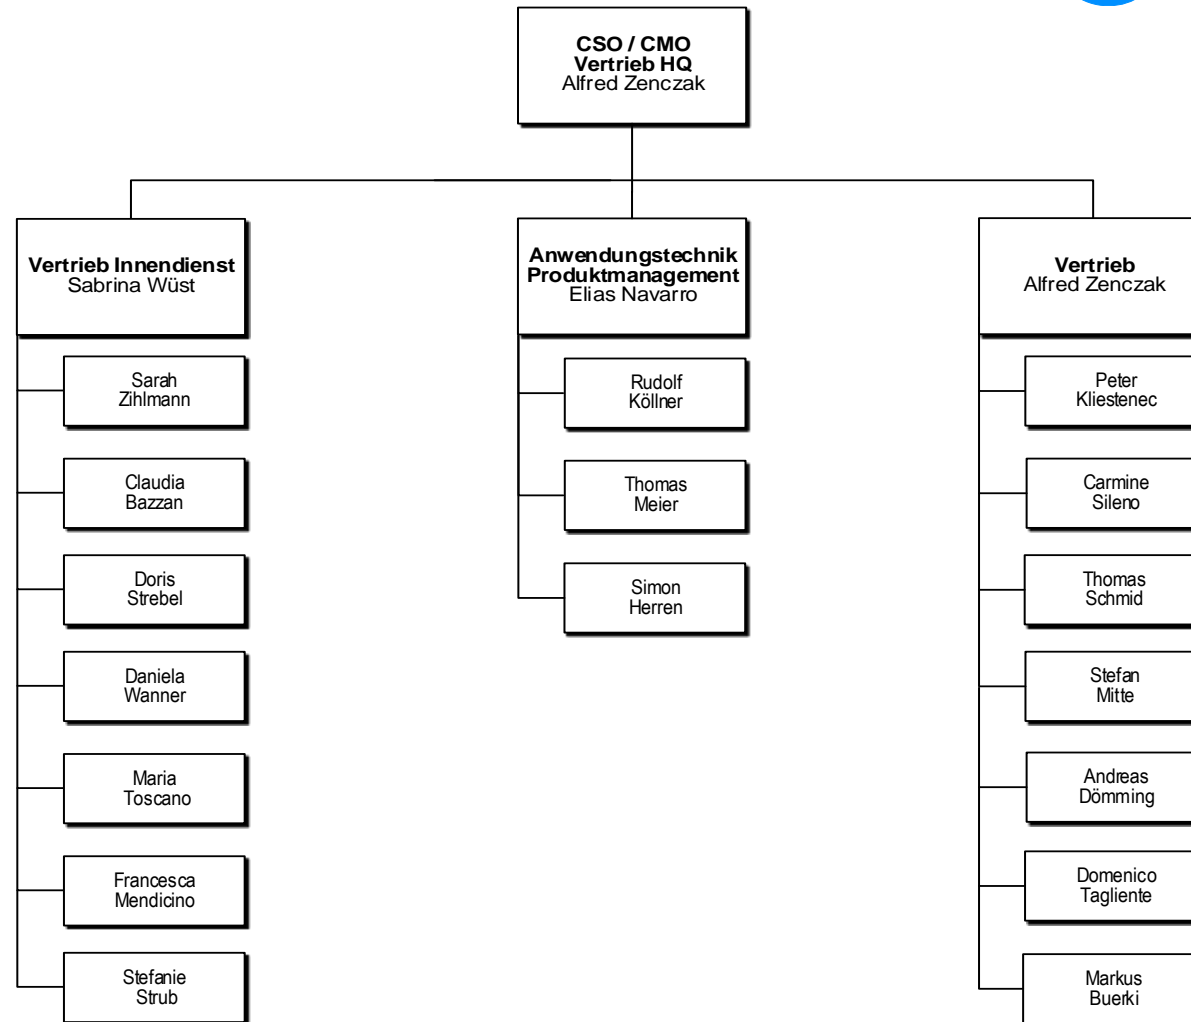 CSO / CMO
Vertrieb HQ
Alfred Zenczak
Vertrieb Innendienst
Sabrina Wüst
Sarah
Zihlmann
Claudia
Bazzan
Doris
Strebel
Daniela
Wanner
Maria
Toscano
Francesca
Mendicino
Stefanie
Strub
Anwendungstechnik
Produktmanagement
Elias Navarro
Rudolf
Köllner
Thomas
Meier
Simon
Herren
Vertrieb
Alfred Zenczak
Peter
Kliestenec
Carmine
Sileno
Thomas
Schmid
Stefan
Mitte
Andreas
Dömming
Domenico
Tagliente
Markus
Buerki